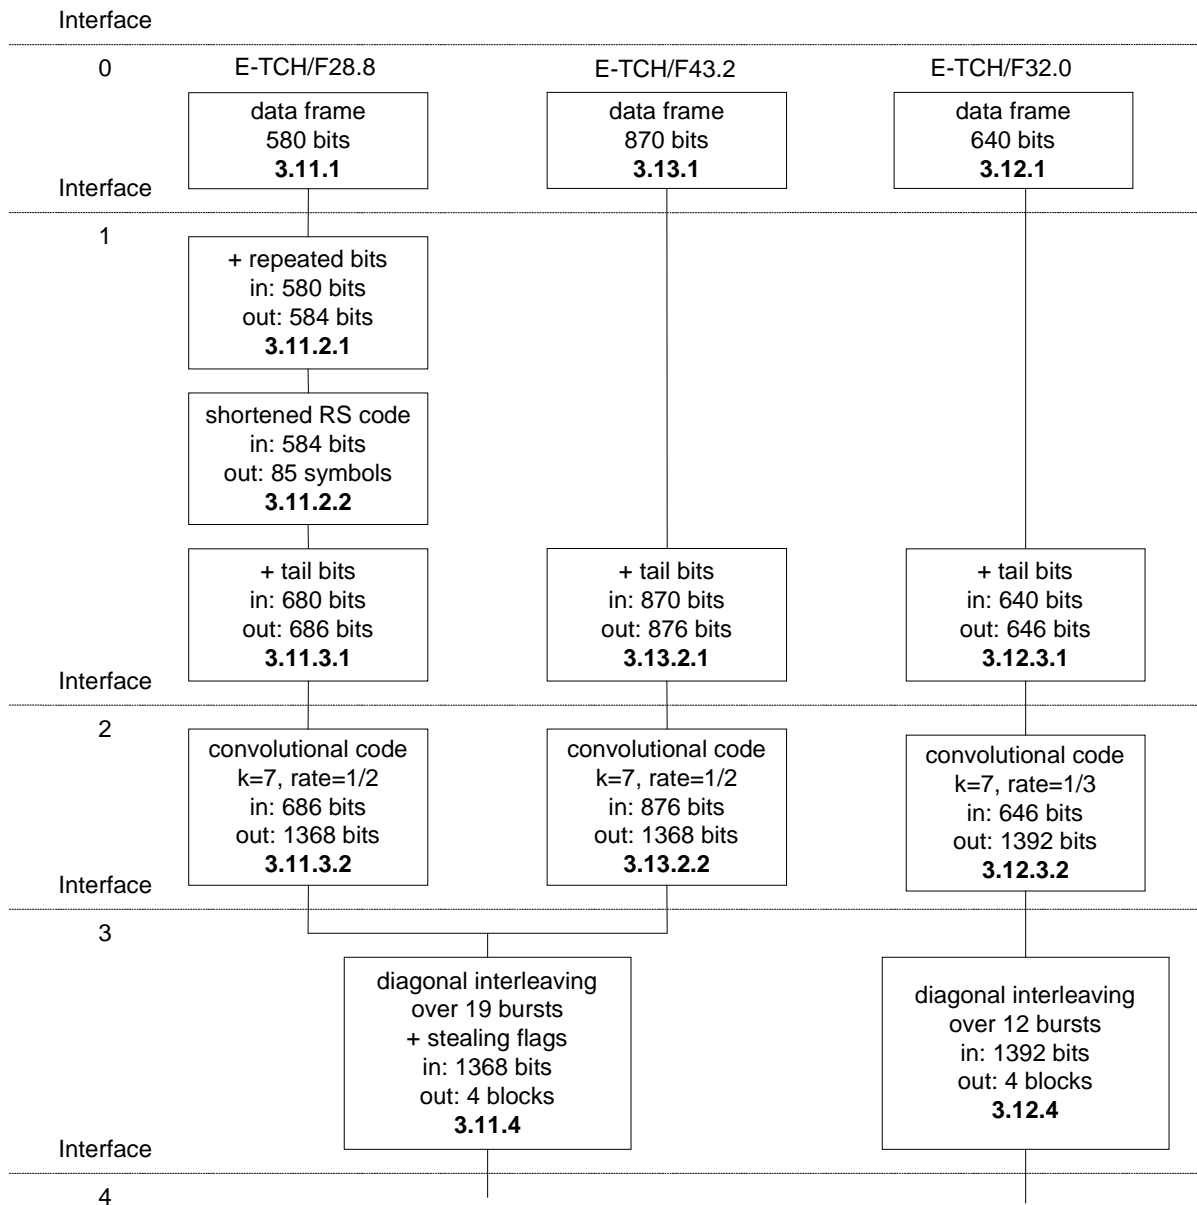 Interface
0
E-TCH/F28.8
E-TCH/F43.2
E-TCH/F32.0
data frame
580 bits
3.11.1
data frame
870 bits
3.13.1
data frame
640 bits
3.12.1
Interface
1
+ repeated bits
in: 580 bits
out: 584 bits
3.11.2.1
shortened RS code
in: 584 bits
out: 85 symbols
3.11.2.2
+ tail bits
in: 680 bits
out: 686 bits
3.11.3.1
+ tail bits
in: 870 bits
out: 876 bits
3.13.2.1
+ tail bits
in: 640 bits
out: 646 bits
3.12.3.1
Interface
2
convolutional code
k=7, rate=1/2
in: 686 bits
out: 1368 bits
3.11.3.2
convolutional code
k=7, rate=1/2
in: 876 bits
out: 1368 bits
3.13.2.2
convolutional code
k=7, rate=1/3
in: 646 bits
out: 1392 bits
3.12.3.2
Interface
3
diagonal interleaving
over 19 bursts
+ stealing flags
in: 1368 bits
out: 4 blocks
3.11.4
diagonal interleaving
over 12 bursts
in: 1392 bits
out: 4 blocks
3.12.4
Interface
4